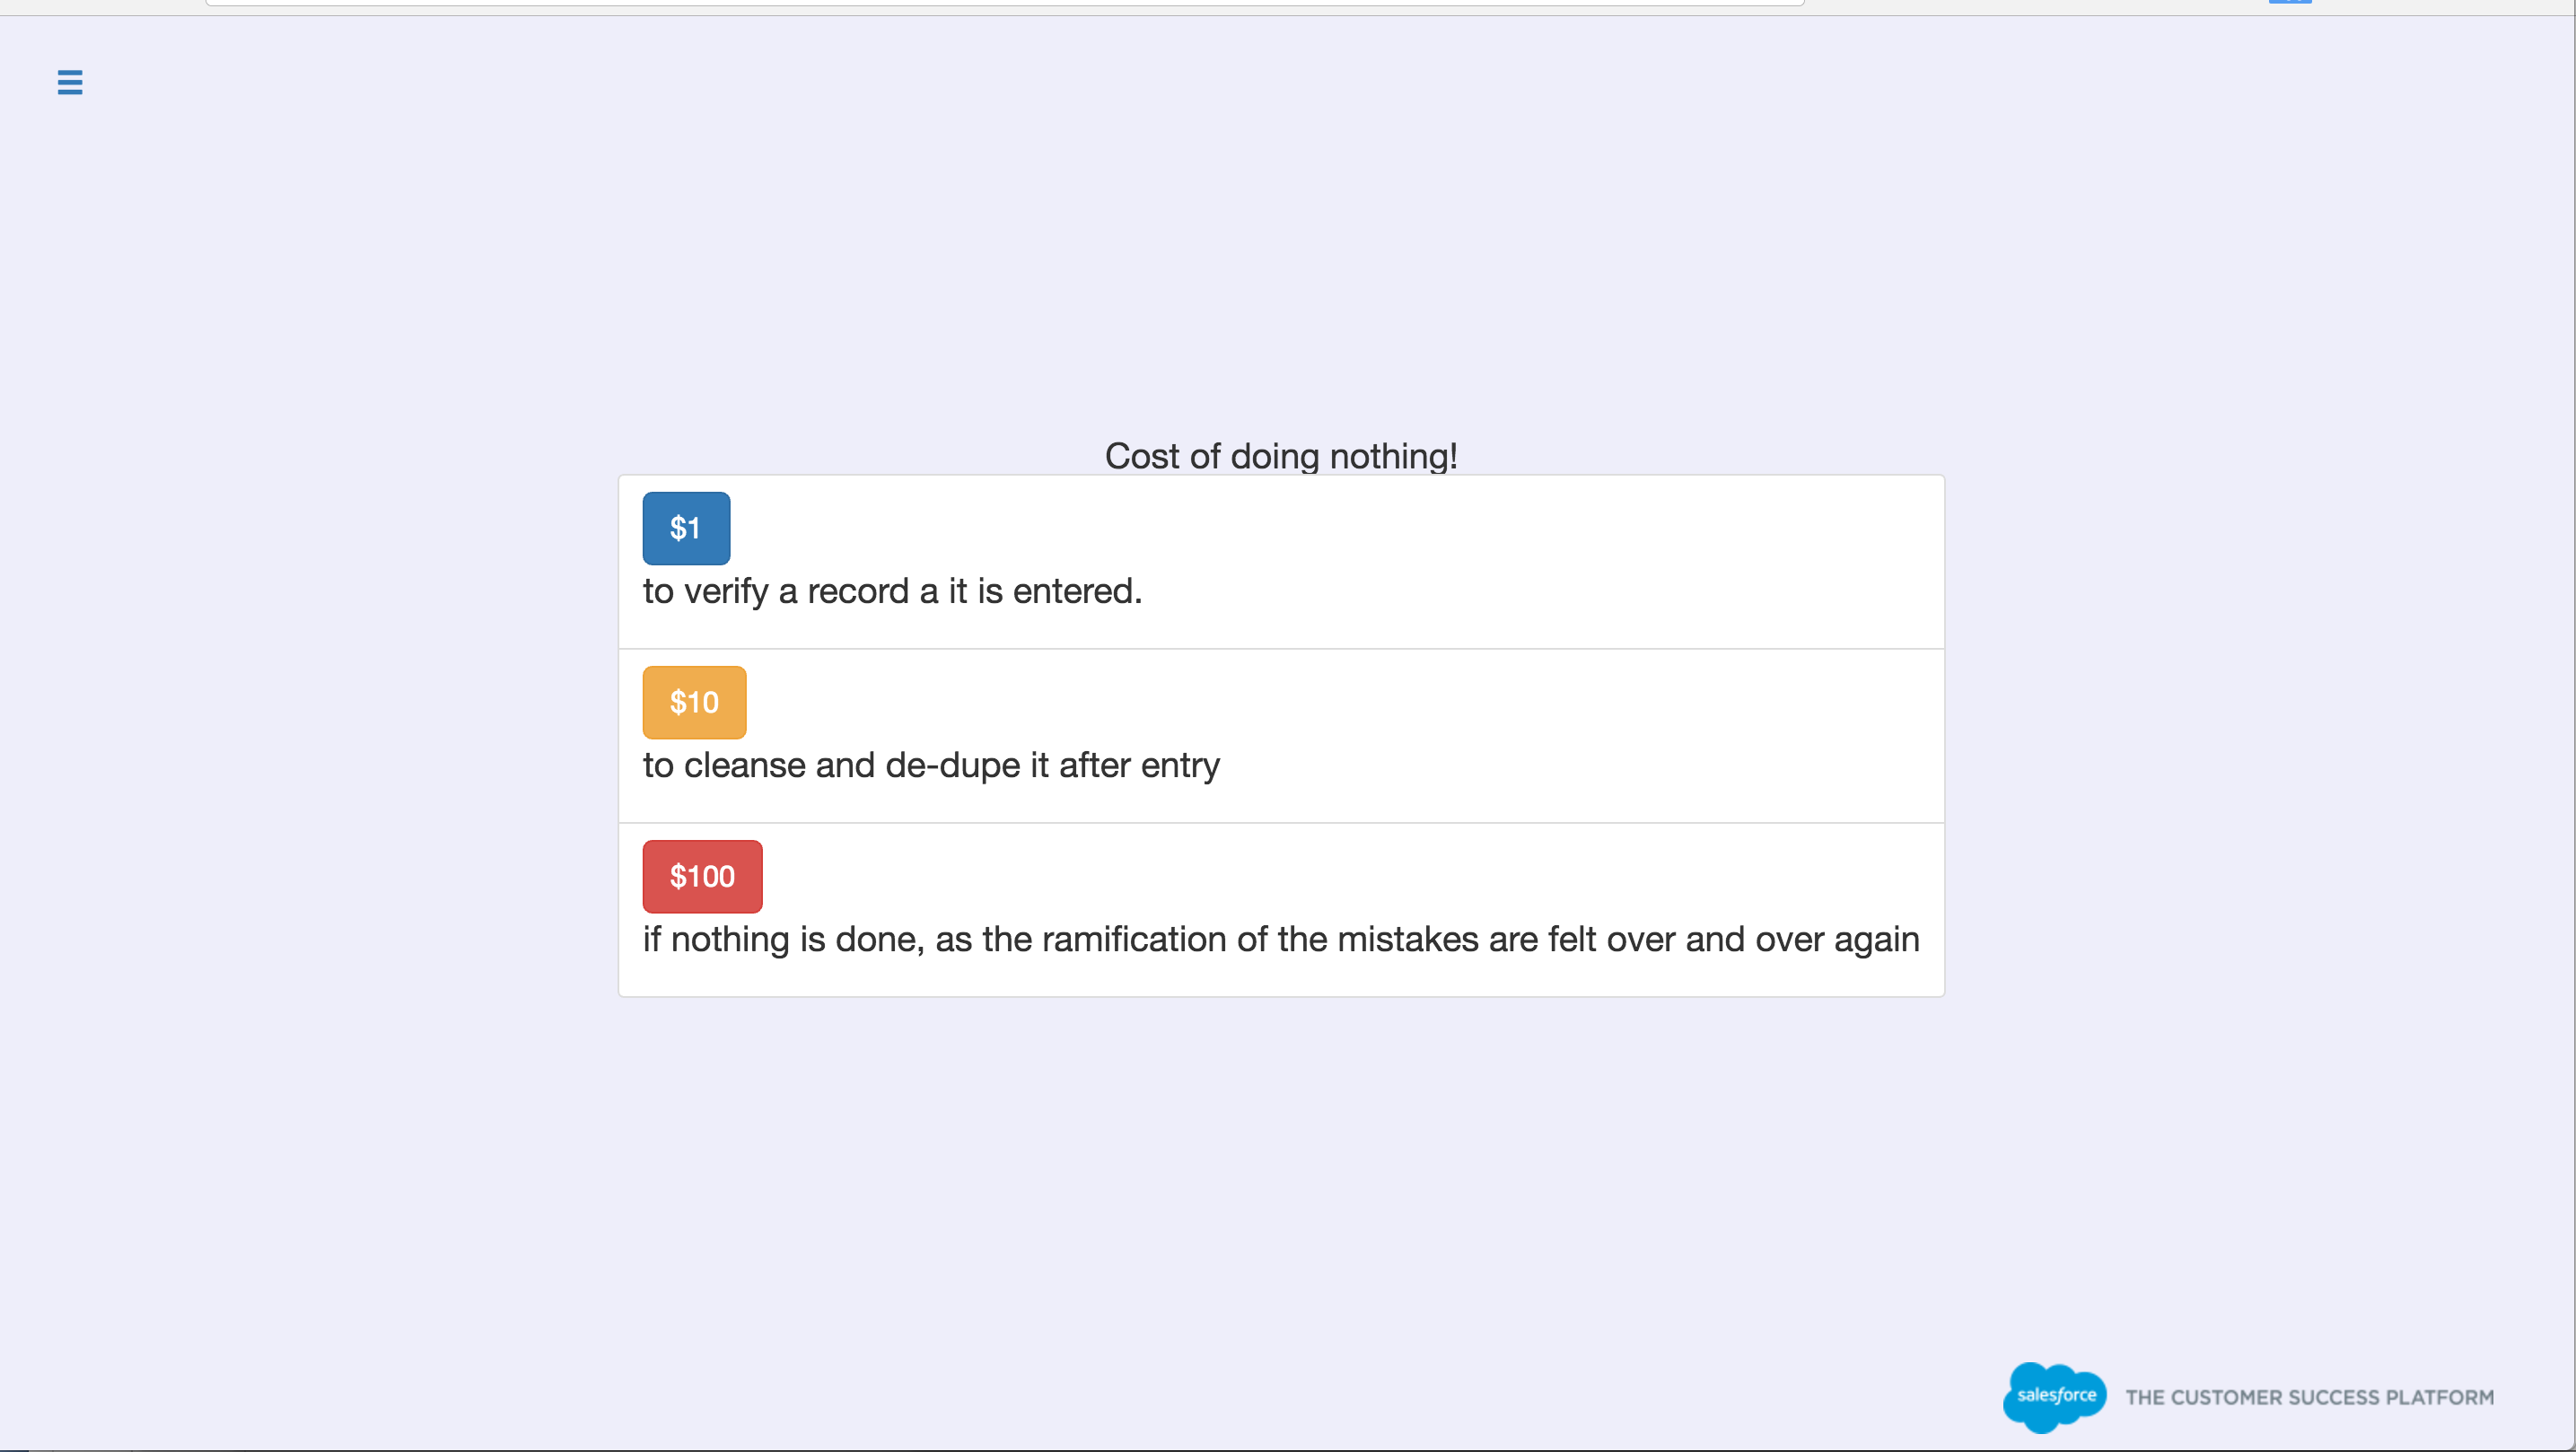 Cost of doing nothing!
$1
to verify a record a it is entered.
$10
to cleanse and de-dupe it after entry
$100
if nothing is done, as the ramification of the mistakes are felt over and over again
salesforce THE CUSTOMER SUCCESS PLATFORM